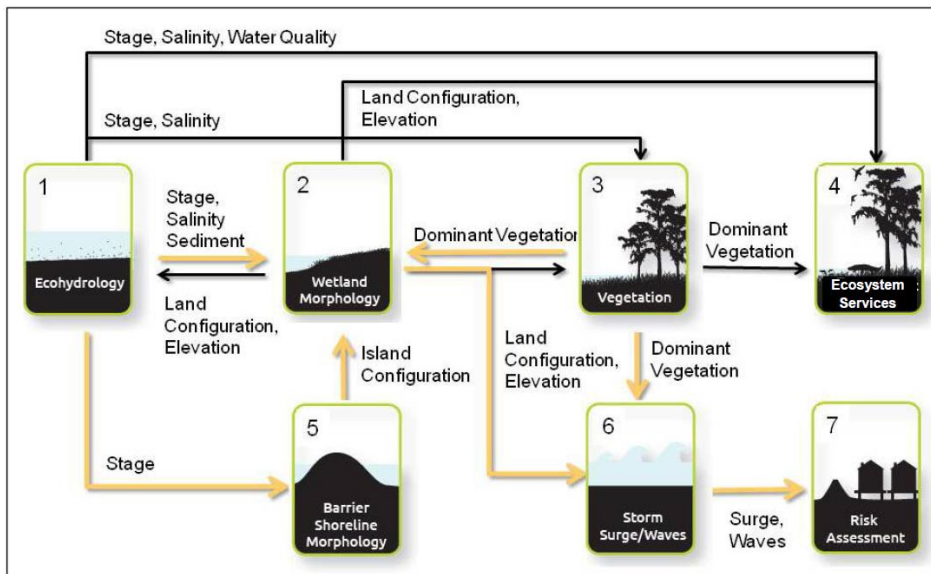 Stage, Salinity, Water Quality
Land Configuration,
Elevation
Stage, Salinity
1
Ecohydrology
Stage,
Salinity
Sediment
Land
Configuration,
Elevation
2
Wetland
Morphology
Dominant Vegetation
3
Vegetation
Dominant
Vegetation
4
Ecosystem
Services
Island
Configuration
Land
Configuration,
Elevation
Dominant
Vegetation
Stage
5
Barrier
Shoreline
Morphology
6
Storm
Surge/Waves
Surge,
Waves
7
Risk
Assessment